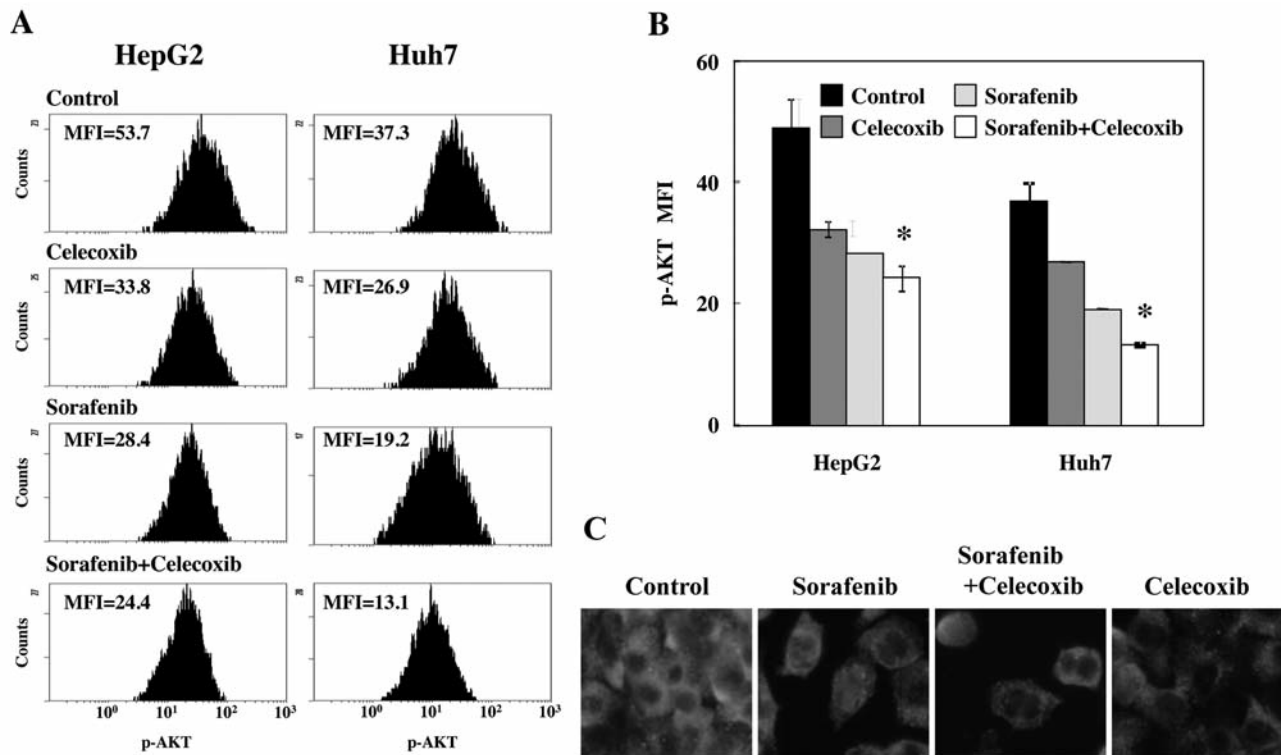 A
HepG2
Huh7
Control
MFI=53.7
MFI=37.3
Counts
Celecoxib
MFI=33.8
MFI=26.9
Counts
Sorafenib
MFI=28.4
MFI=19.2
Counts
Sorafenib+Celecoxib
MFI=24.4
MFI=13.1
Counts
10⁰ 10¹ 10² 10³
10⁰ 10¹ 10² 10³
p-AKT
p-AKT
B
60
40
20
0
p-AKT MFI
Control
Sorafenib
Celecoxib
Sorafenib+Celecoxib
*
*
HepG2
Huh7
C
Control
Sorafenib
Sorafenib
+Celecoxib
Celecoxib